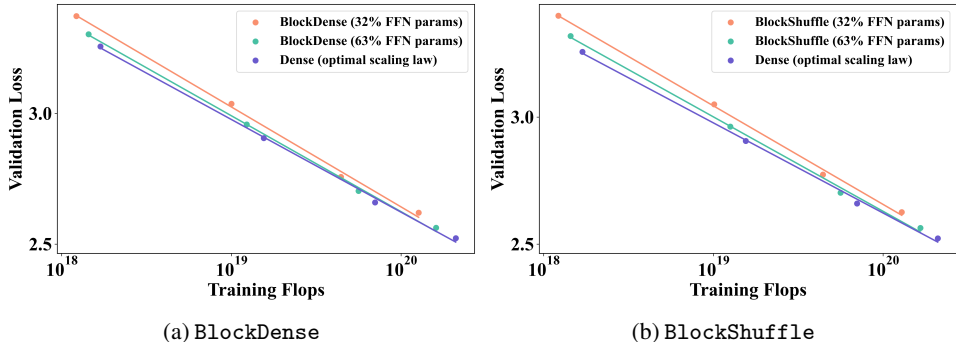 BlockDense (32% FFN params)
BlockDense (63% FFN params)
Dense (optimal scaling law)
Validation Loss
3.0
2.5
10^18
10^19
10^20
Training Flops
(a) BlockDense
BlockShuffle (32% FFN params)
BlockShuffle (63% FFN params)
Dense (optimal scaling law)
Validation Loss
3.0
2.5
10^18
10^19
10^20
Training Flops
(b) BlockShuffle